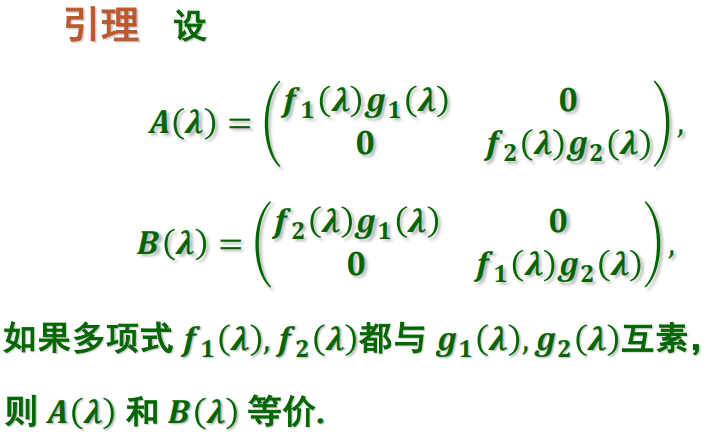 引理 设
A(λ) = (f₁(λ)g₁(λ) 0
0 f₂(λ)g₂(λ)),
B(λ) = (f₂(λ)g₁(λ) 0
0 f₁(λ)g₂(λ)),
如果多项式 f₁(λ), f₂(λ)都与 g₁(λ), g₂(λ)互素,
则 A(λ) 和 B(λ) 等价.